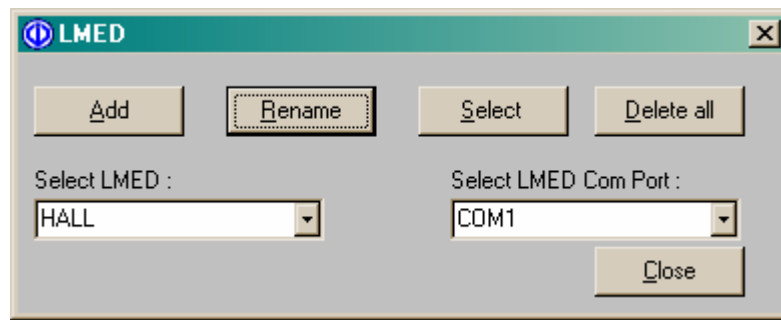 LMED
Add Rename Select Delete all
Select LMED : Select LMED Com Port :
HALL COM1
Close